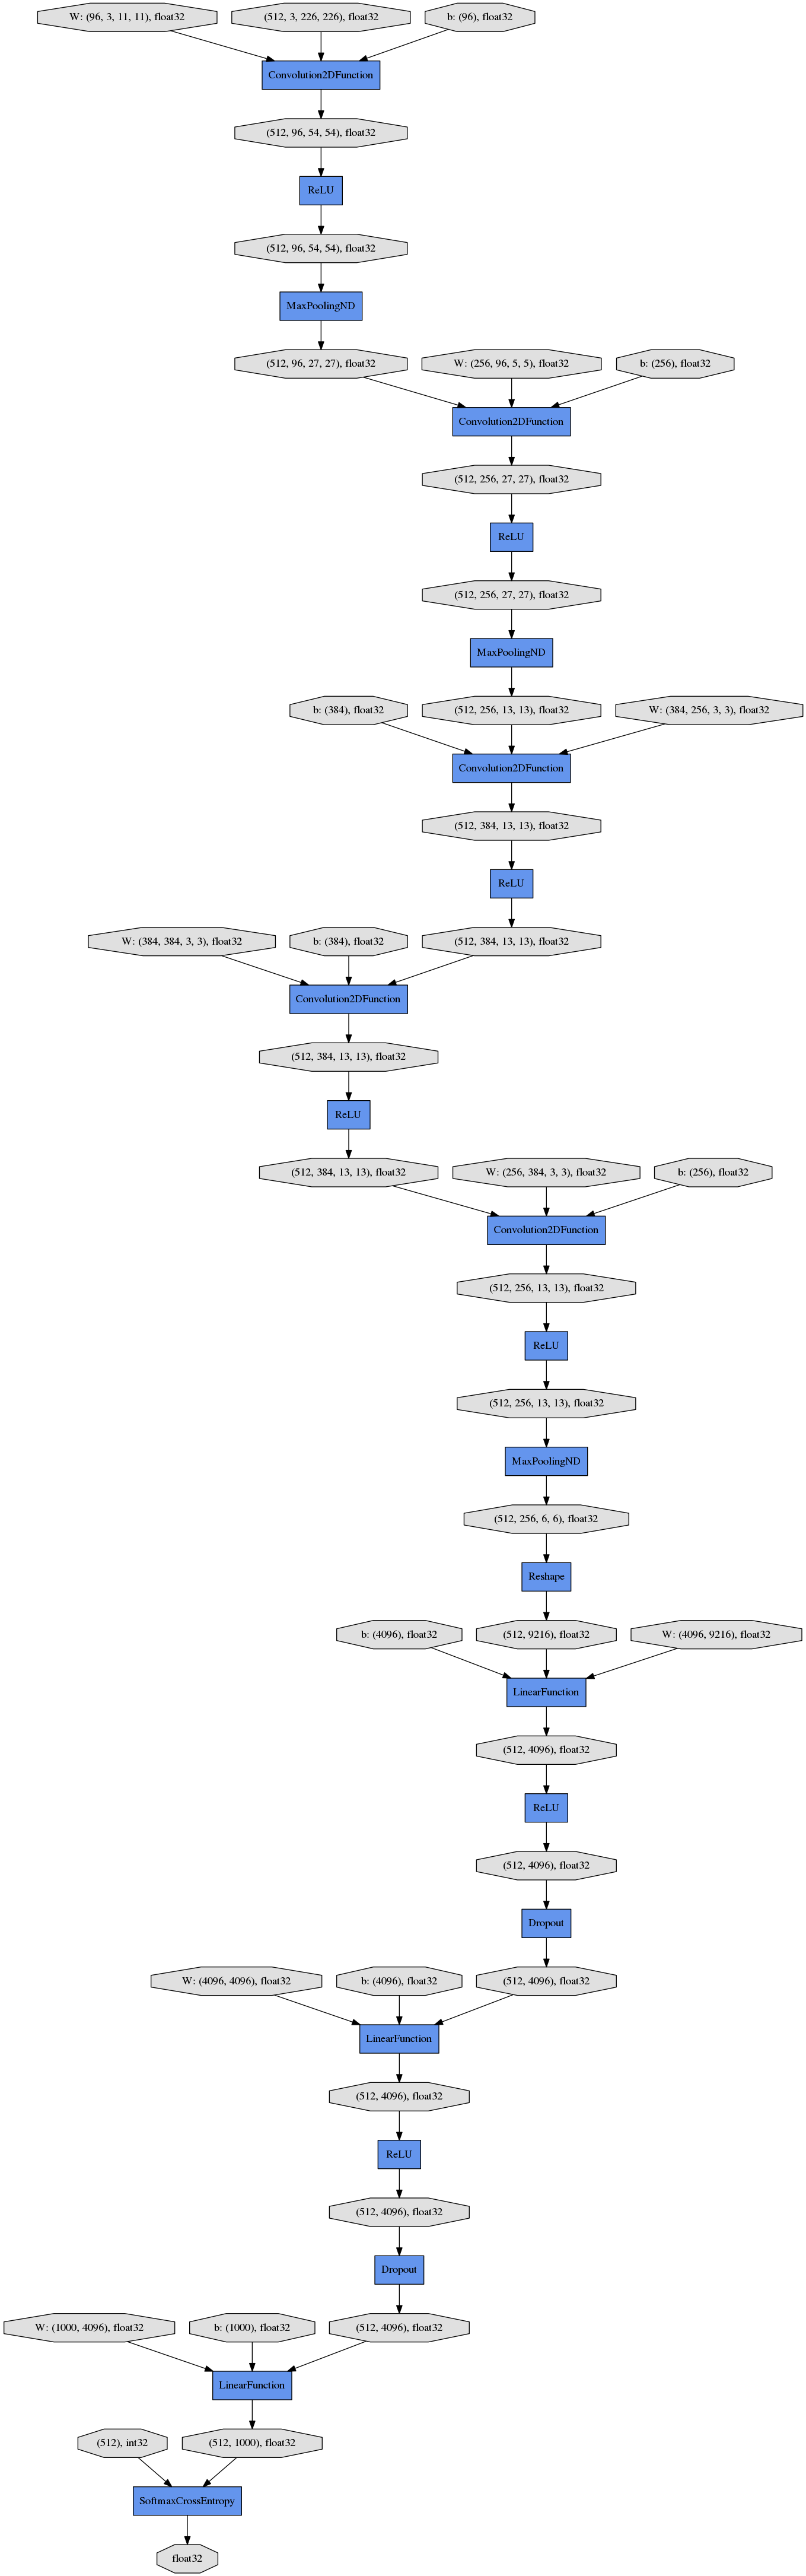 W: (96, 3, 11, 11), float32
(512, 3, 226, 226), float32
b: (96), float32
Convolution2DFunction
(512, 96, 54, 54), float32
ReLU
(512, 96, 54, 54), float32
MaxPoolingND
(512, 96, 27, 27), float32
W: (256, 96, 5, 5), float32
b: (256), float32
Convolution2DFunction
(512, 256, 27, 27), float32
ReLU
(512, 256, 27, 27), float32
MaxPoolingND
b: (384), float32
(512, 256, 13, 13), float32
W: (384, 256, 3, 3), float32
Convolution2DFunction
(512, 384, 13, 13), float32
ReLU
W: (384, 384, 3, 3), float32
b: (384), float32
(512, 384, 13, 13), float32
Convolution2DFunction
(512, 384, 13, 13), float32
ReLU
(512, 384, 13, 13), float32
W: (256, 384, 3, 3), float32
b: (256), float32
Convolution2DFunction
(512, 256, 13, 13), float32
ReLU
(512, 256, 13, 13), float32
MaxPoolingND
(512, 256, 6, 6), float32
Reshape
b: (4096), float32
(512, 9216), float32
W: (4096, 9216), float32
LinearFunction
(512, 4096), float32
ReLU
(512, 4096), float32
Dropout
W: (4096, 4096), float32
b: (4096), float32
(512, 4096), float32
LinearFunction
(512, 4096), float32
ReLU
(512, 4096), float32
Dropout
W: (1000, 4096), float32
b: (1000), float32
(512, 4096), float32
LinearFunction
(512), int32
(512, 1000), float32
SoftmaxCrossEntropy
float32